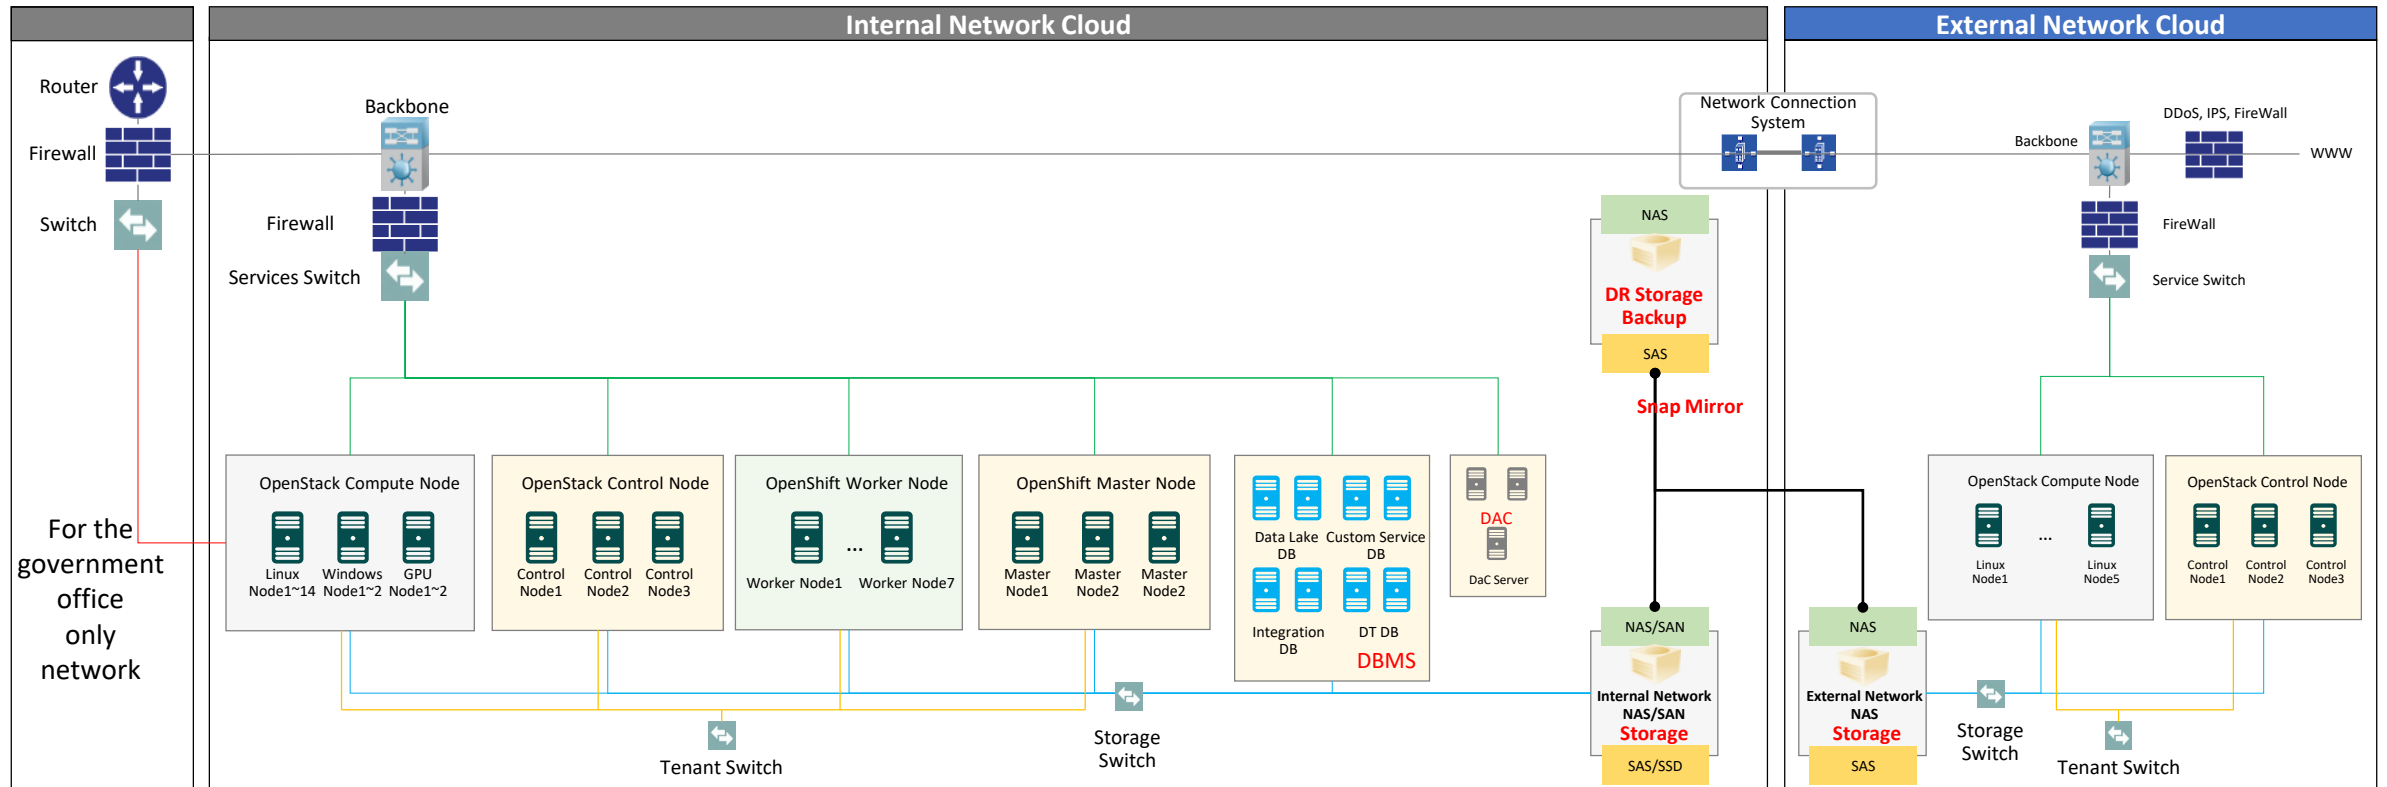 Internal Network Cloud
External Network Cloud
Router
Firewall
Switch
For the
government
office
only
network
Backbone
Firewall
Services Switch
Network Connection
System
NAS
DR Storage
Backup
SAS
Snap Mirror
OpenStack Compute Node
Linux
Node1~14
Windows
Node1~2
GPU
Node1~2
OpenStack Control Node
Control
Node1
Control
Node2
Control
Node3
OpenShift Worker Node
...
Worker Node1
Worker Node7
OpenShift Master Node
Master
Node1
Master
Node2
Master
Node2
Data Lake
DB
Custom Service
DB
Integration
DB
DT DB
DBMS
DAC
DaC Server
Tenant Switch
Storage
Switch
NAS/SAN
Internal Network
NAS/SAN
Storage
SAS/SSD
NAS
External Network
NAS
Storage
SAS
Backbone
DDoS, IPS, FireWall
WWW
FireWall
Service Switch
OpenStack Compute Node
Linux
Node1
...
Linux
Node5
OpenStack Control Node
Control
Node1
Control
Node2
Control
Node3
Storage
Switch
Tenant Switch